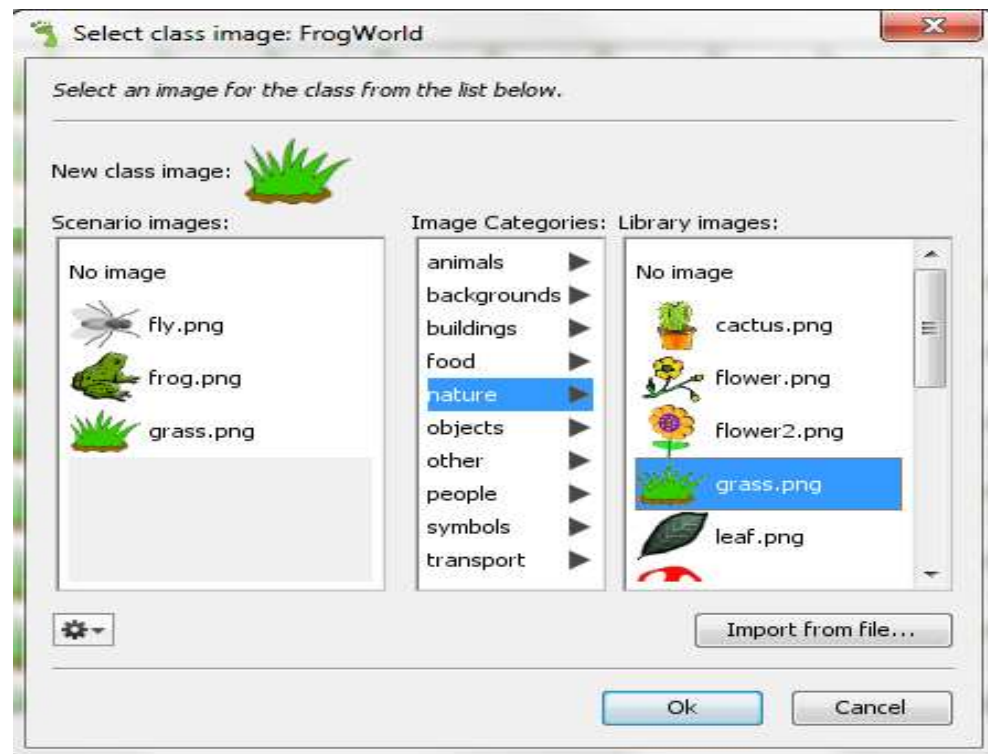 Select class image: FrogWorld
Select an image for the class from the list below.
New class image:
Scenario images:
No image
fly.png
frog.png
grass.png
Image Categories:
animals
backgrounds
buildings
food
nature
objects
other
people
symbols
transport
Library images:
No image
cactus.png
flower.png
flower2.png
grass.png
leaf.png
Import from file...
Ok
Cancel